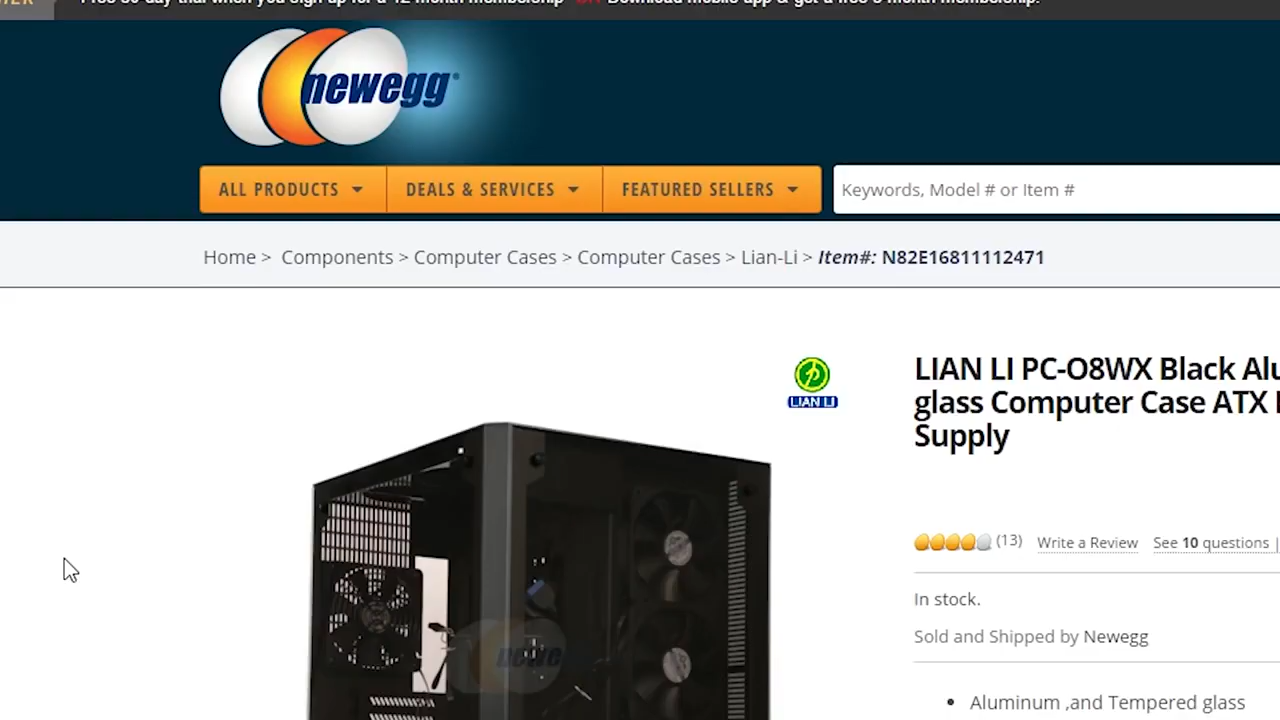 newegg
ALL PRODUCTS
DEALS & SERVICES
FEATURED SELLERS
Keywords, Model # or Item #
Home > Components > Computer Cases > Computer Cases > Lian-Li > Item#: N82E16811112471
LIAN LI
LIAN LI PC-O8WX Black
glass Computer Case ATX
Supply
(13) Write a Review See 10 questions |
In stock.
Sold and Shipped by Newegg
newe
• Aluminum ,and Tempered glass